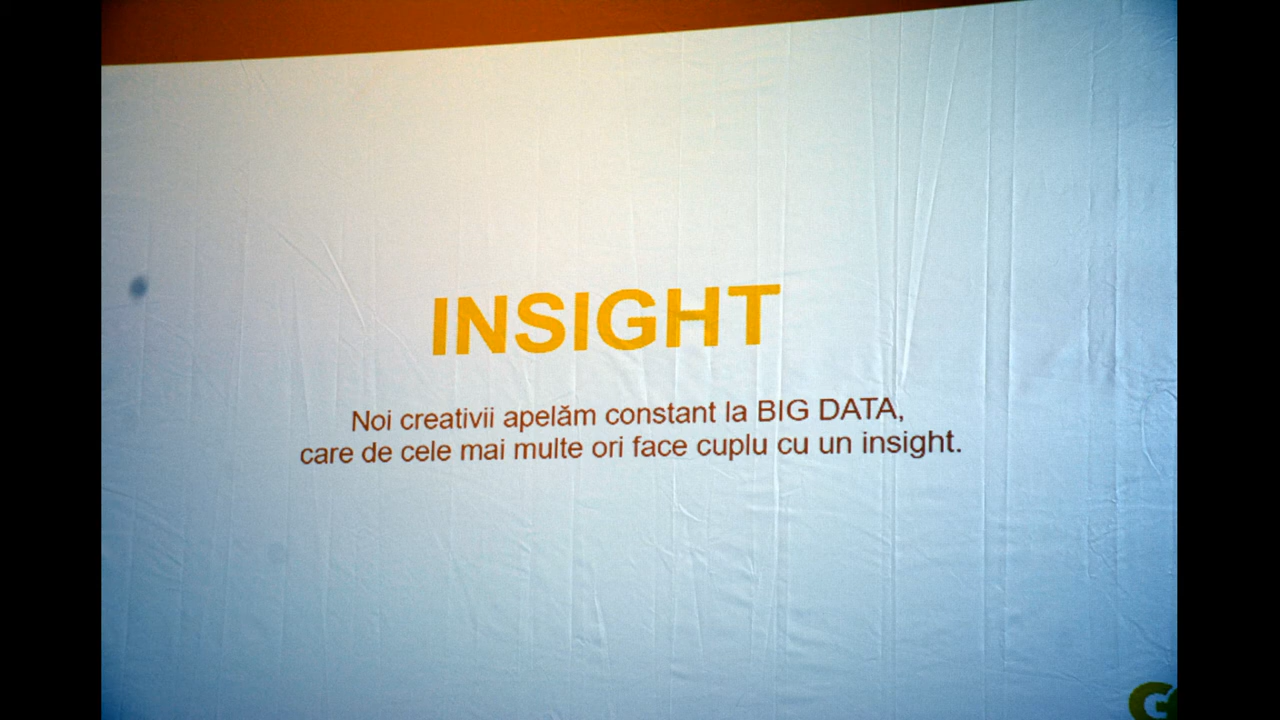 INSIGHT
Noi creativii apelăm constant la BIG DATA,
care de cele mai multe ori face cuplu cu un insight.